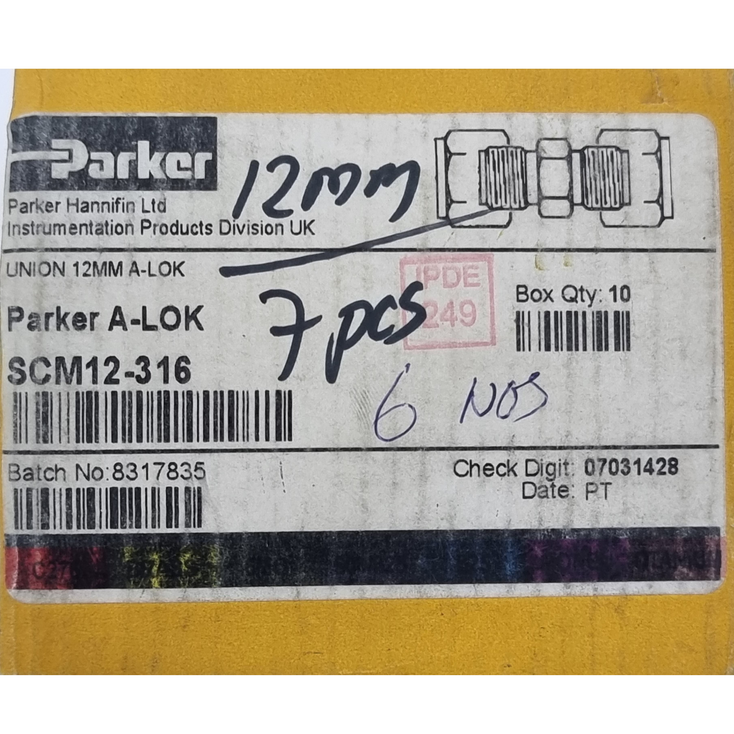 Parker
12mm
Parker Hannifin Ltd
Instrumentation Products Division UK
UNION 12MM A-LOK
IPDE
249
Box Qty: 10
Parker A-LOK
7 pcs
SCM12-316
6 NOS
Batch No:8317835
Check Digit: 07031428
Date: PT